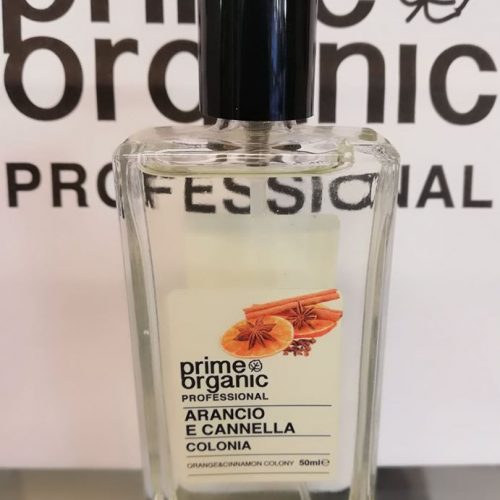 prime
organic
PROFESSIONAL
prime
organic
PROFESSIONAL
ARANCIO
E CANNELLA
COLONIA
ORANGE&CINNAMON COLONY 50ml℮